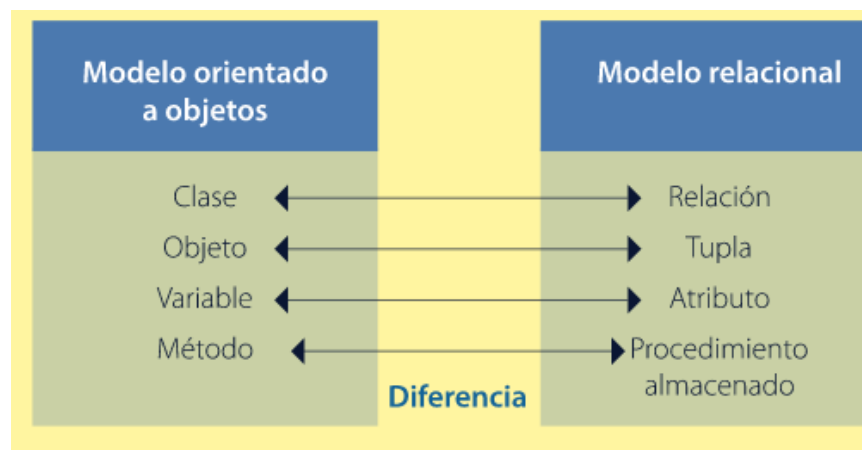 Modelo orientado
a objetos
Modelo relacional
Clase
Relación
Objeto
Tupla
Variable
Atributo
Método
Procedimiento
almacenado
Diferencia